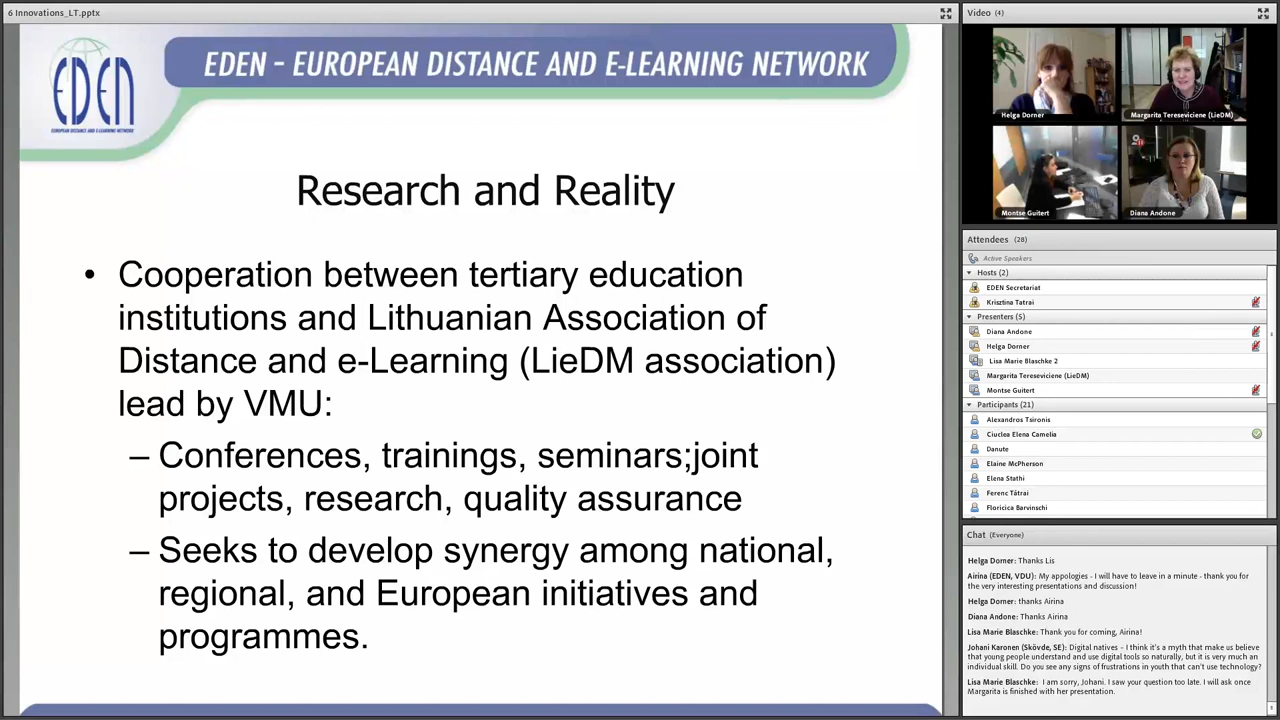 6 Innovations_LT.pptx
EDEN
EUROPEAN DISTANCE AND E-LEARNING NETWORK
EDEN – EUROPEAN DISTANCE AND E-LEARNING NETWORK
Research and Reality
• Cooperation between tertiary education
institutions and Lithuanian Association of
Distance and e-Learning (LieDM association)
lead by VMU:
– Conferences, trainings, seminars;joint
projects, research, quality assurance
– Seeks to develop synergy among national,
regional, and European initiatives and
programmes.
Video (4)
Helga Dorner
Margarita Tereseviciene (LieDM)
Montse Guitert
Diana Andone
Attendees (28)
Active Speakers
Hosts (2)
EDEN Secretariat
Krisztina Tatrai
Presenters (5)
Diana Andone
Helga Dorner
Lisa Marie Blaschke 2
Margarita Tereseviciene (LieDM)
Montse Guitert
Participants (21)
Alexandros Tsironis
Ciuclea Elena Camelia
Danute
Elaine McPherson
Elena Stathi
Ferenc Tátrai
Floricica Barvinschi
Chat (Everyone)
Helga Dorner: Thanks Lis
Airina (EDEN, VDU): My appologies - I will have to leave in a minute - thank you for
the very interesting presentations and discussion!
Helga Dorner: thanks Airina
Diana Andone: Thanks Airina
Lisa Marie Blaschke: Thank you for coming, Airina!
Johani Karonen (Skövde, SE): Digital natives – I think it's a myth that make us believe
that young people understand and use digital tools so naturally, but it is very much an
individual skill. Do you see any signs of frustrations in youth that can't use technology?
Lisa Marie Blaschke: I am sorry, Johani. I saw your question too late. I will ask once
Margarita is finished with her presentation.